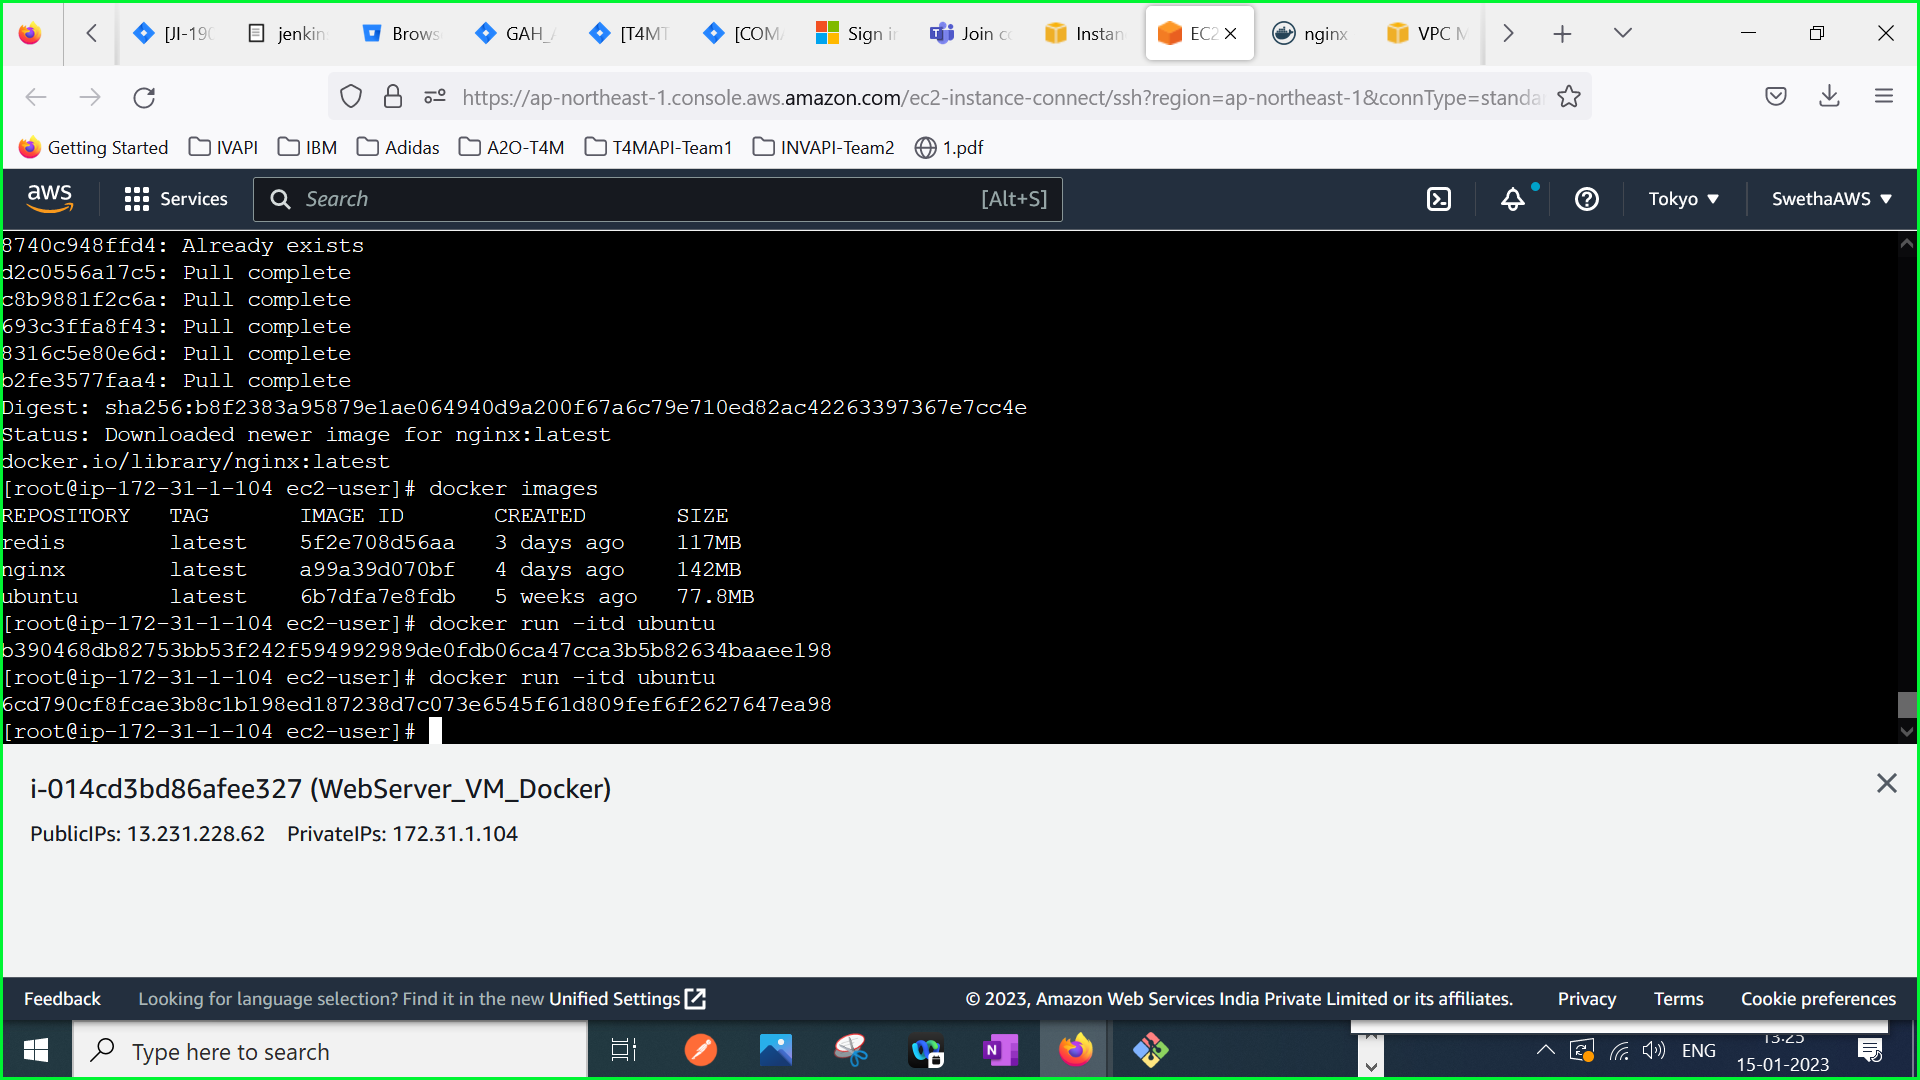 [JI-190
jenkin
Brows
GAH_A
[T4MT
[COMA
Sign in
Join co
Instan
EC2
nginx
VPC M
https://ap-northeast-1.console.aws.amazon.com/ec2-instance-connect/ssh?region=ap-northeast-1&connType=standa
Getting Started
IVAPI
IBM
Adidas
A2O-T4M
T4MAPI-Team1
INVAPI-Team2
1.pdf
aws
Services
Search
[Alt+S]
Tokyo
SwethaAWS
8740c948ffd4: Already exists
d2c0556a17c5: Pull complete
c8b9881f2c6a: Pull complete
693c3ffa8f43: Pull complete
8316c5e80e6d: Pull complete
b2fe3577faa4: Pull complete
Digest: sha256:b8f2383a95879e1ae064940d9a200f67a6c79e710ed82ac42263397367e7cc4e
Status: Downloaded newer image for nginx:latest
docker.io/library/nginx:latest
[root@ip-172-31-1-104 ec2-user]# docker images
REPOSITORY TAG IMAGE ID CREATED SIZE
redis latest 5f2e708d56aa 3 days ago 117MB
nginx latest a99a39d070bf 4 days ago 142MB
ubuntu latest 6b7dfa7e8fdb 5 weeks ago 77.8MB
[root@ip-172-31-1-104 ec2-user]# docker run -itd ubuntu
b390468db82753bb53f242f594992989de0fdb06ca47cca3b5b82634baaee198
[root@ip-172-31-1-104 ec2-user]# docker run -itd ubuntu
6cd790cf8fcae3b8c1b198ed187238d7c073e6545f61d809fef6f2627647ea98
[root@ip-172-31-1-104 ec2-user]#
i-014cd3bd86afee327 (WebServer_VM_Docker)
PublicIPs: 13.231.228.62 PrivateIPs: 172.31.1.104
Feedback
Looking for language selection? Find it in the new Unified Settings
© 2023, Amazon Web Services India Private Limited or its affiliates.
Privacy
Terms
Cookie preferences
Type here to search
N
ENG
13:25
15-01-2023